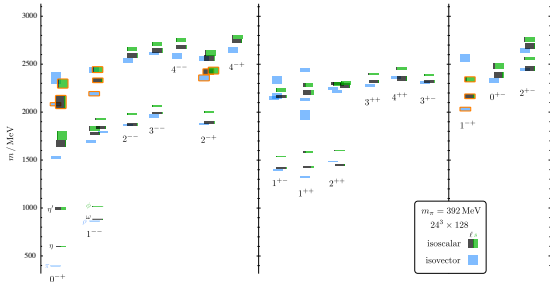 3000
2500
2000
1500
1000
500
m / MeV
η'
η
π
φ
ω
ρ
0⁻⁺
1⁻⁻
2⁻⁻
3⁻⁻
4⁻⁻
2⁻⁺
4⁻⁺
1⁺⁻
1⁺⁺
2⁺⁺
3⁺⁺
4⁺⁺
3⁺⁻
1⁻⁺
0⁺⁻
2⁺⁻
m_π = 392 MeV
24³ × 128
ℓ s
isoscalar
isovector